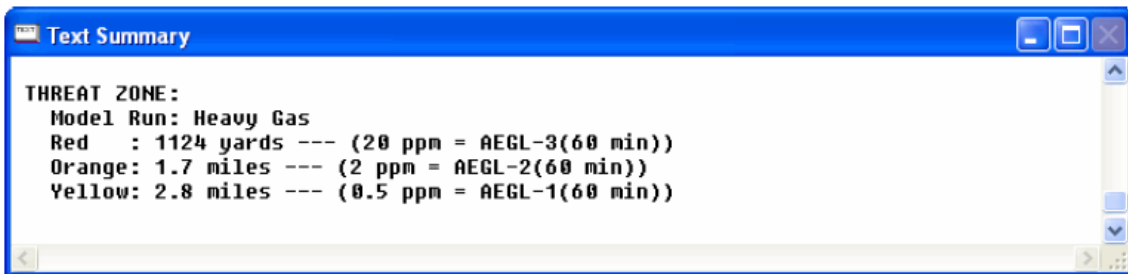 Text Summary
THREAT ZONE:
Model Run: Heavy Gas
Red   : 1124 yards --- (20 ppm = AEGL-3(60 min))
Orange: 1.7 miles --- (2 ppm = AEGL-2(60 min))
Yellow: 2.8 miles --- (0.5 ppm = AEGL-1(60 min))